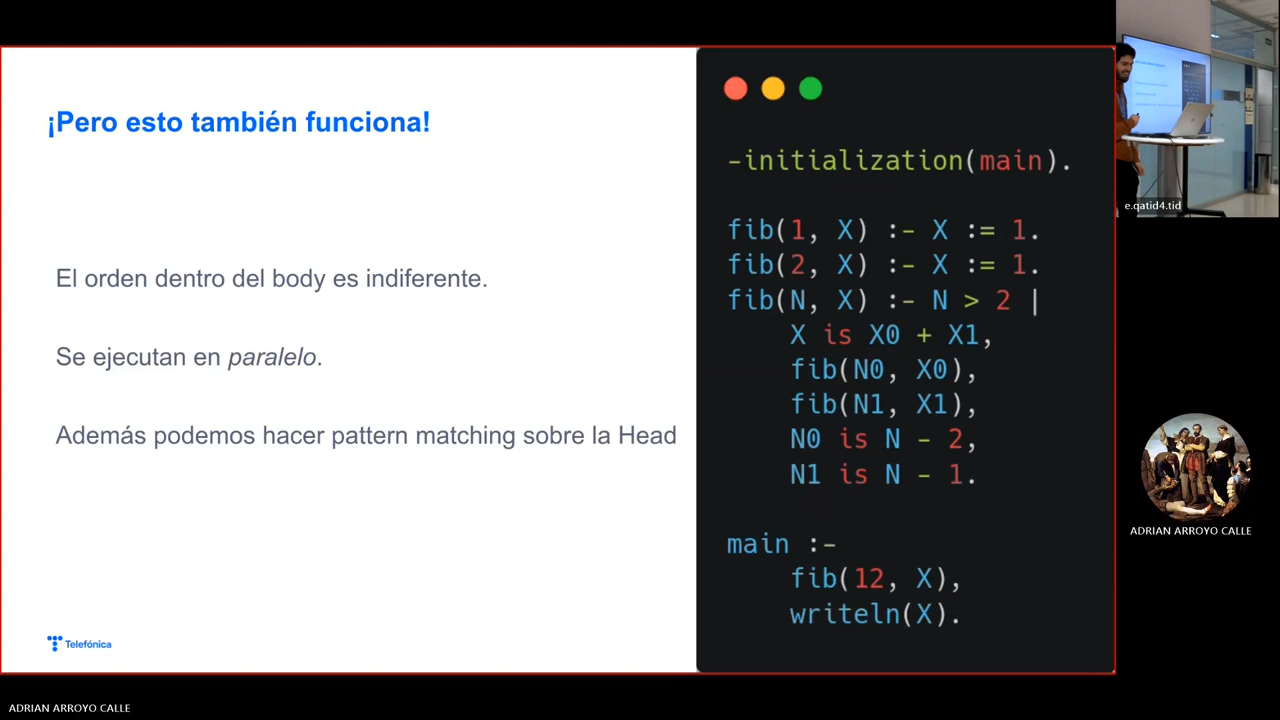 ¡Pero esto también funciona!
El orden dentro del body es indiferente.
Se ejecutan en paralelo.
Además podemos hacer pattern matching sobre la Head
Telefónica
-initialization(main).
fib(1, X) :- X := 1.
fib(2, X) :- X := 1.
fib(N, X) :- N > 2 |
X is X0 + X1,
fib(N0, X0),
fib(N1, X1),
N0 is N - 2,
N1 is N - 1.
main :-
fib(12, X),
writeln(X).
e.qatid4.tid
ADRIAN ARROYO CALLE
ADRIAN ARROYO CALLE